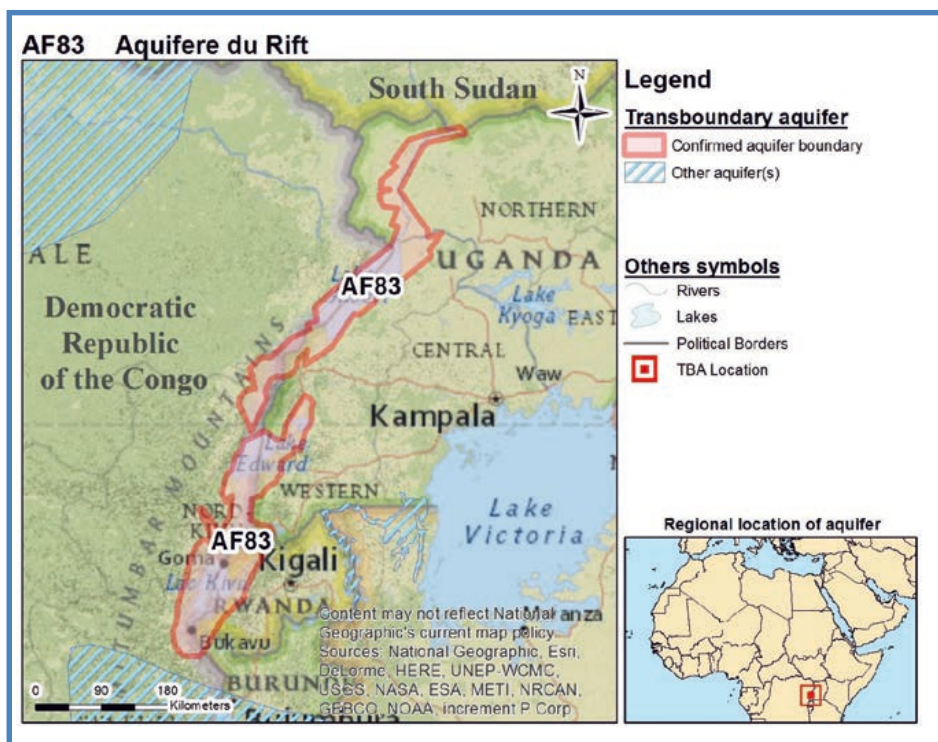 AF83 Aquifere du Rift
South Sudan
N
NORTHERN
UGANDA
ALE
AF83
Lake
Kyoga
EAST
Democratic
Republic
of the Congo
MOUNTAINS
CENTRAL
Waw
Kampala
Lake
Edward
WESTERN
Lake
Victoria
NORD
AF83
Goma
Kigali
Lac Kivu
RWANDA
Bukavu
BURUNDI
Content may not reflect National
Geographic's current map policy.
Sources: National Geographic, Esri,
DeLorme, HERE, UNEP-WCMC,
USGS, NASA, ESA, METI, NRCAN,
GEBCO, NOAA, increment P Corp
0 90 180
Kilometers
Legend
Transboundary aquifer
Confirmed aquifer boundary
Other aquifer(s)
Others symbols
Rivers
Lakes
Political Borders
TBA Location
Regional location of aquifer